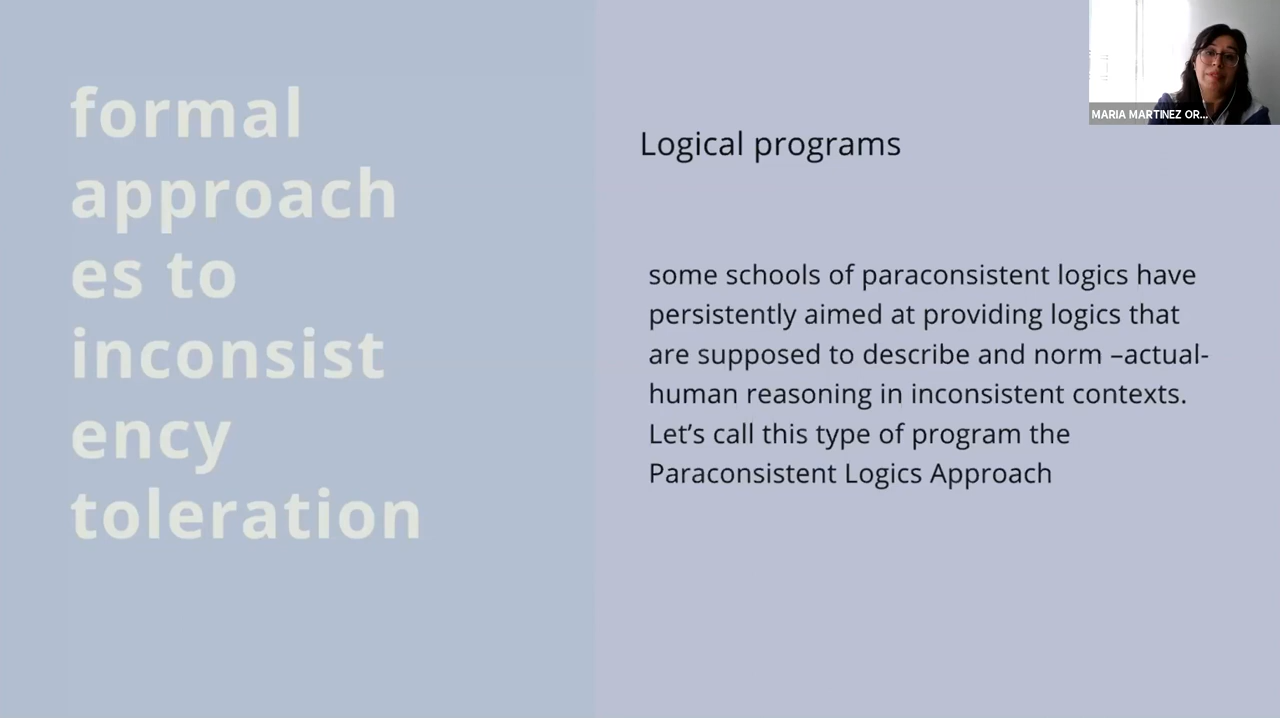 formal
approach
es to
inconsist
ency
toleration
Logical programs
some schools of paraconsistent logics have
persistently aimed at providing logics that
are supposed to describe and norm –actual-
human reasoning in inconsistent contexts.
Let’s call this type of program the
Paraconsistent Logics Approach
MARIA MARTINEZ OR...